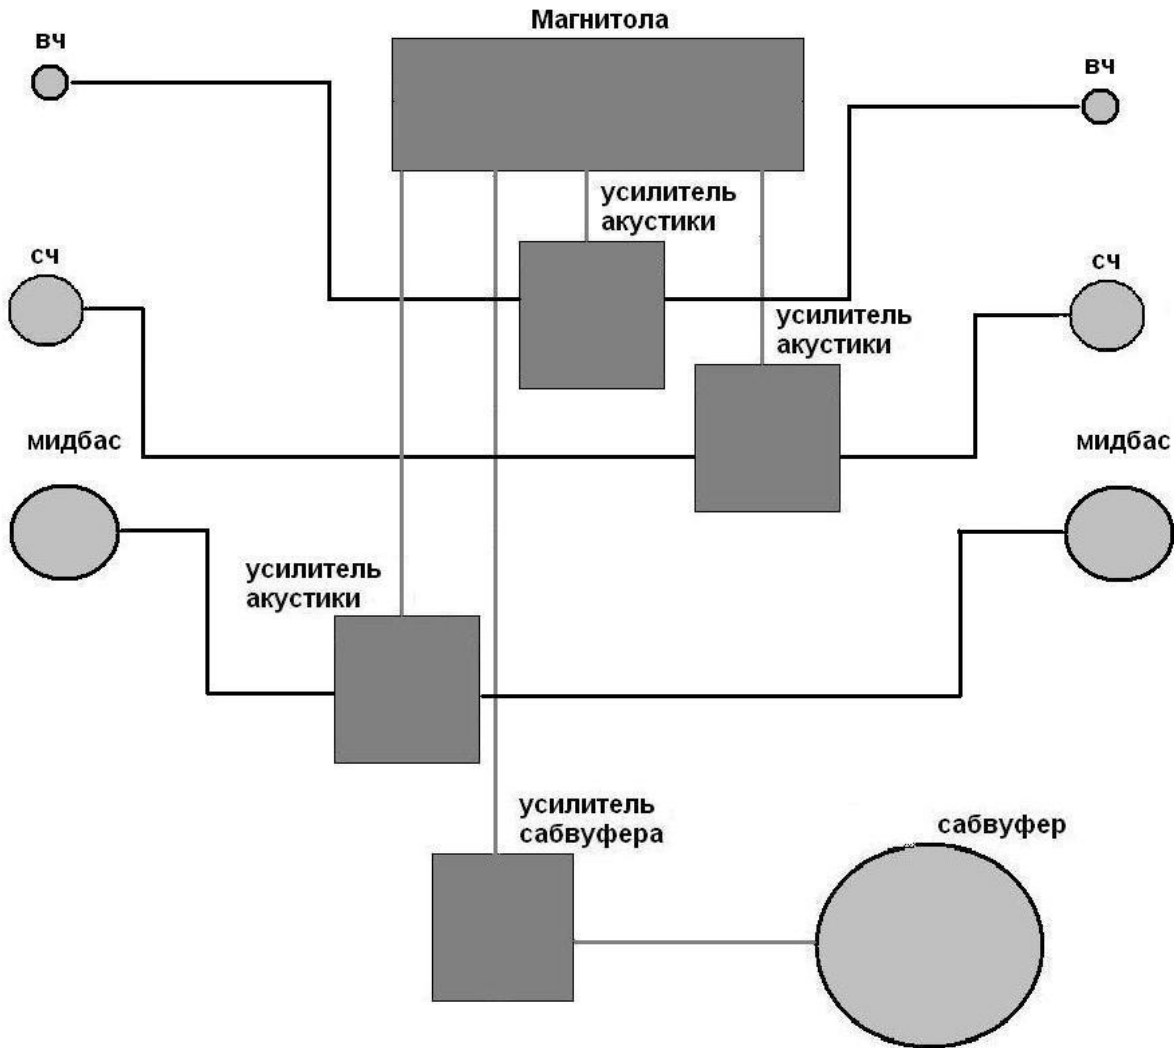 Магнитола
вч
вч
усилитель
акустики
сч
сч
усилитель
акустики
мидбас
мидбас
усилитель
акустики
усилитель
сабвуфера
сабвуфер